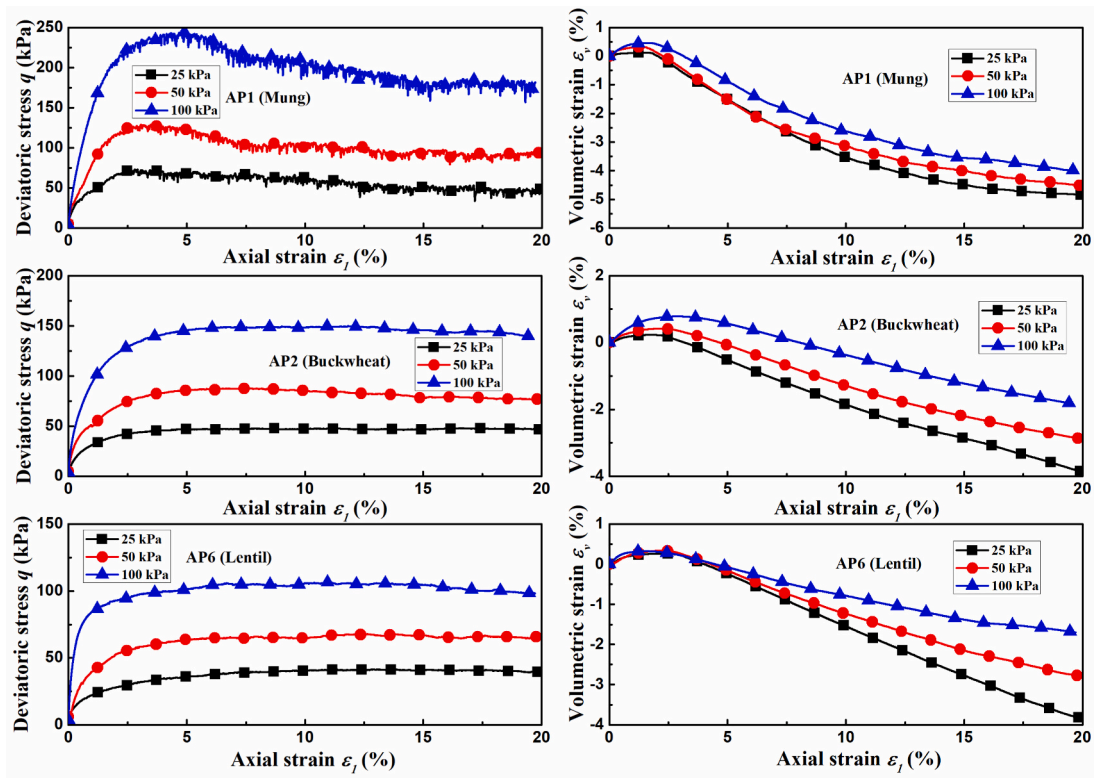 Deviatoric stress q (kPa)
250
200
150
100
50
0
25 kPa
50 kPa
100 kPa
AP1 (Mung)
0 5 10 15 20
Axial strain ε1 (%)
Volumetric strain εv (%)
1
0
-1
-2
-3
-4
-5
-6
25 kPa
50 kPa
100 kPa
AP1 (Mung)
0 5 10 15 20
Axial strain ε1 (%)
Deviatoric stress q (kPa)
200
150
100
50
0
AP2 (Buckwheat)
25 kPa
50 kPa
100 kPa
0 5 10 15 20
Axial strain ε1 (%)
Volumetric strain εv (%)
2
0
-2
-4
AP2 (Buckwheat)
25 kPa
50 kPa
100 kPa
0 5 10 15 20
Axial strain ε1 (%)
Deviatoric stress q (kPa)
150
100
50
0
25 kPa
50 kPa
100 kPa
AP6 (Lentil)
0 5 10 15 20
Axial strain ε1 (%)
Volumetric strain εv (%)
1
0
-1
-2
-3
-4
AP6 (Lentil)
25 kPa
50 kPa
100 kPa
0 5 10 15 20
Axial strain ε1 (%)